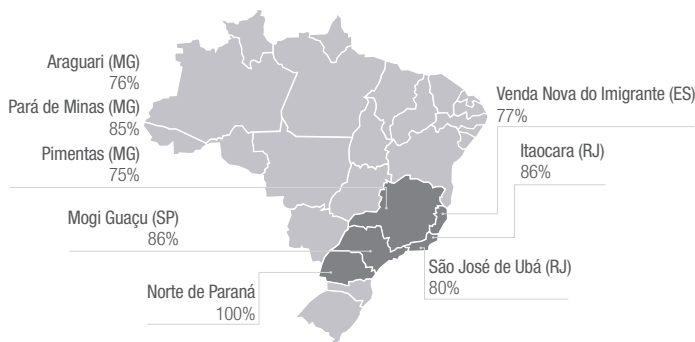 Araguari (MG)
76%
Pará de Minas (MG)
85%
Pimentas (MG)
75%
Mogi Guaçu (SP)
86%
Norte de Paraná
100%
Venda Nova do Imigrante (ES)
77%
Itaocara (RJ)
86%
São José de Ubá (RJ)
80%